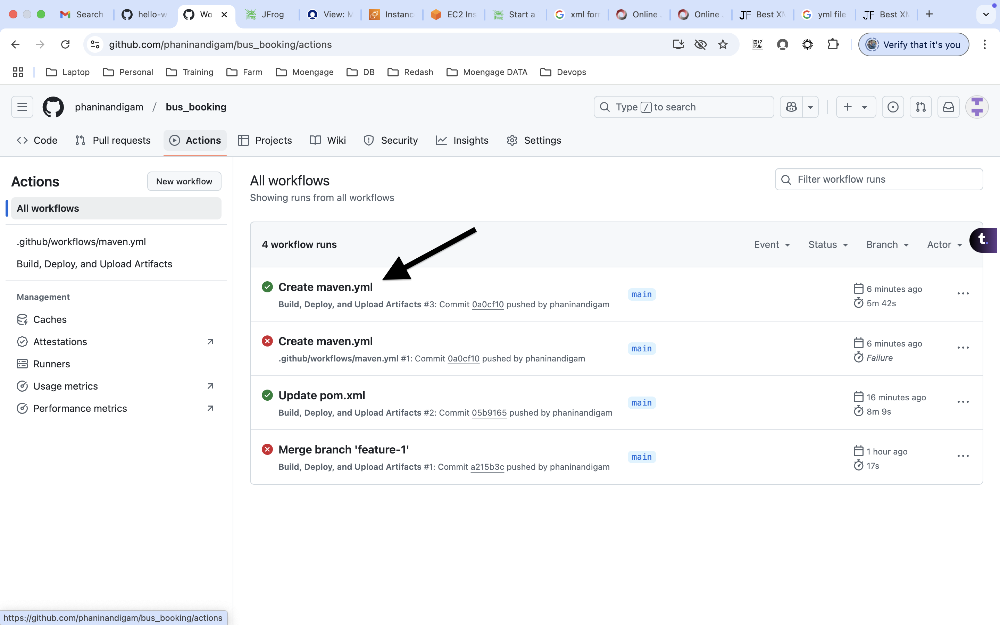 Search
hello-w
Wo
JFrog
View: M
Instanc
EC2 Ins
Start a
xml forr
Online
Online
Best XM
yml file
Best XM
github.com/phaninandigam/bus_booking/actions
Verify that it's you
Laptop
Personal
Training
Farm
Moengage
DB
Redash
Moengage DATA
Devops
phaninandigam / bus_booking
Type / to search
Code
Pull requests
Actions
Projects
Wiki
Security
Insights
Settings
Actions
New workflow
All workflows
.github/workflows/maven.yml
Build, Deploy, and Upload Artifacts
Management
Caches
Attestations
Runners
Usage metrics
Performance metrics
All workflows
Showing runs from all workflows
Filter workflow runs
4 workflow runs
Event
Status
Branch
Actor
t.
Create maven.yml
Build, Deploy, and Upload Artifacts #3: Commit 0a0cf10 pushed by phaninandigam
main
6 minutes ago
5m 42s
Create maven.yml
.github/workflows/maven.yml #1: Commit 0a0cf10 pushed by phaninandigam
main
6 minutes ago
Failure
Update pom.xml
Build, Deploy, and Upload Artifacts #2: Commit 05b9165 pushed by phaninandigam
main
16 minutes ago
8m 9s
Merge branch 'feature-1'
Build, Deploy, and Upload Artifacts #1: Commit a215b3c pushed by phaninandigam
main
1 hour ago
17s
https://github.com/phaninandigam/bus_booking/actions